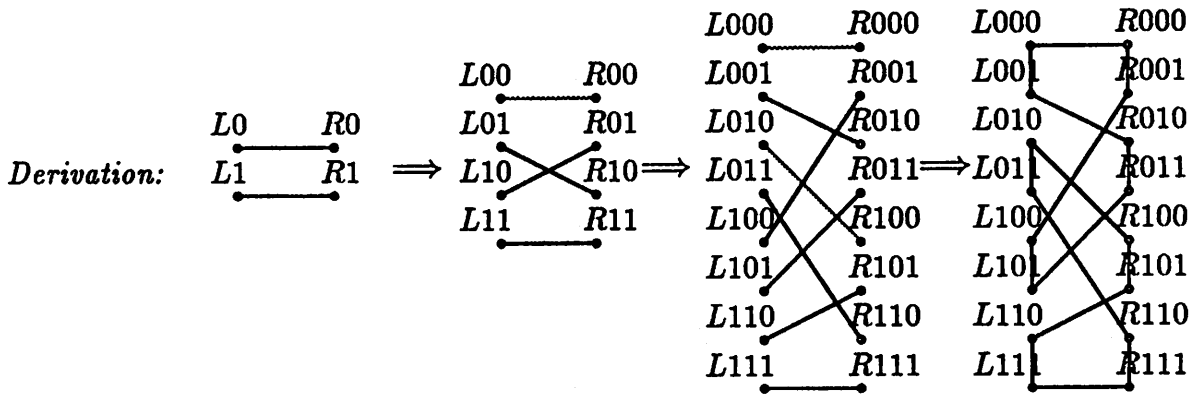 L000 R000 L000 R000
L00 R00 L001 R001 L001 R001
L0 R0 L01 R01 L010 R010 L010 R010
Derivation: L1 R1 ⟹ L10 R10 ⟹ L011 R011 ⟹ L011 R011
L11 R11 L100 R100 L100 R100
L101 R101 L101 R101
L110 R110 L110 R110
L111 R111 L111 R111